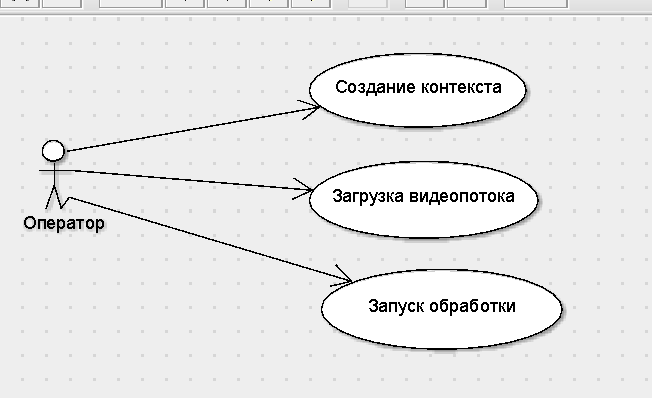 Создание контекста
Загрузка видеопотока
Оператор
Запуск обработки